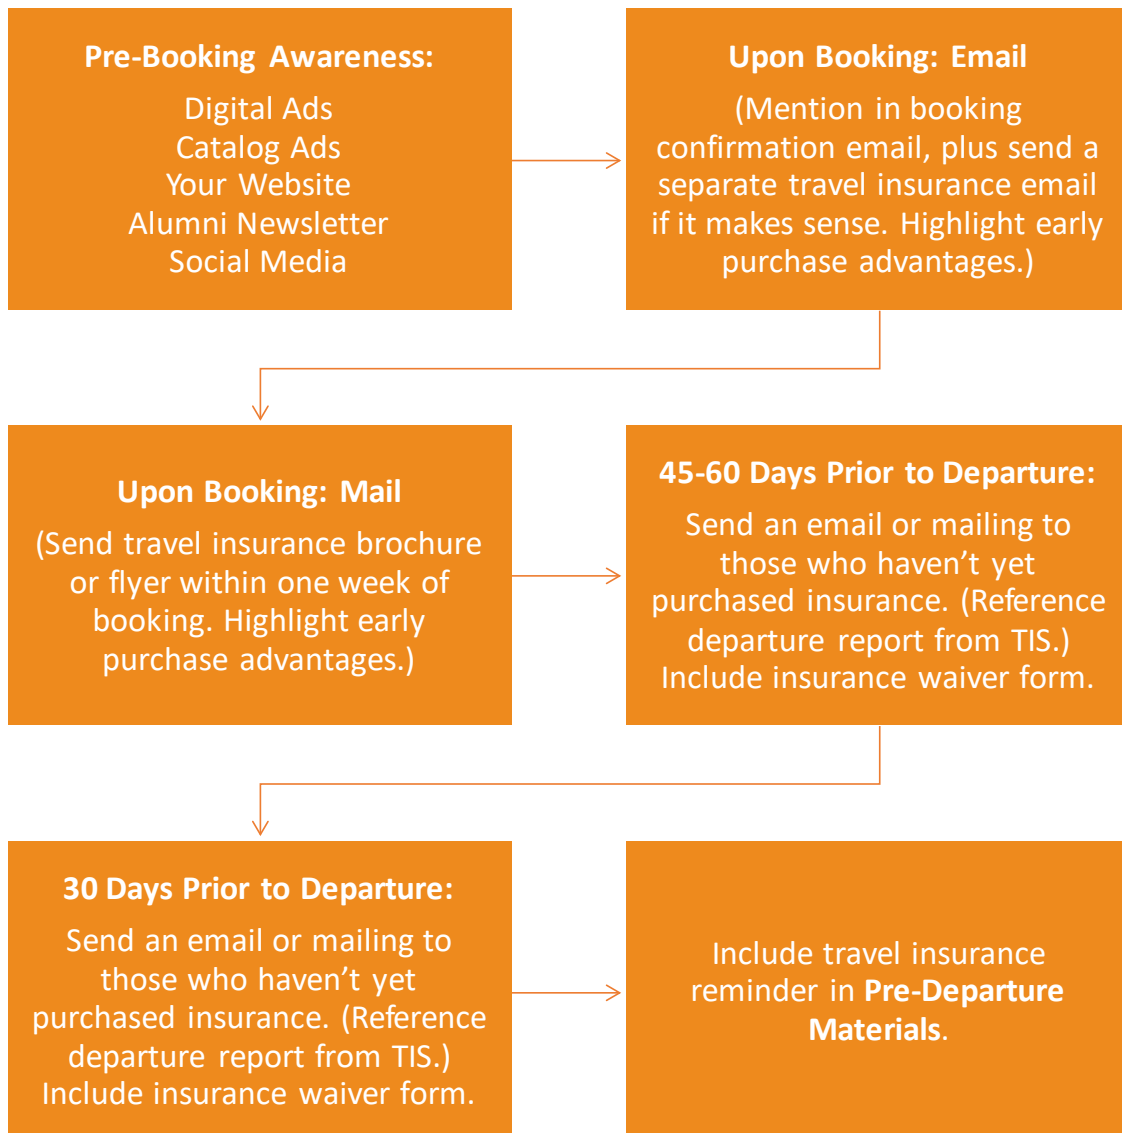 Pre-Booking Awareness:
Digital Ads
Catalog Ads
Your Website
Alumni Newsletter
Social Media
Upon Booking: Email
(Mention in booking
confirmation email, plus send a
separate travel insurance email
if it makes sense. Highlight early
purchase advantages.)
Upon Booking: Mail
(Send travel insurance brochure
or flyer within one week of
booking. Highlight early
purchase advantages.)
45-60 Days Prior to Departure:
Send an email or mailing to
those who haven’t yet
purchased insurance. (Reference
departure report from TIS.)
Include insurance waiver form.
30 Days Prior to Departure:
Send an email or mailing to
those who haven’t yet
purchased insurance. (Reference
departure report from TIS.)
Include insurance waiver form.
Include travel insurance
reminder in Pre-Departure
Materials.